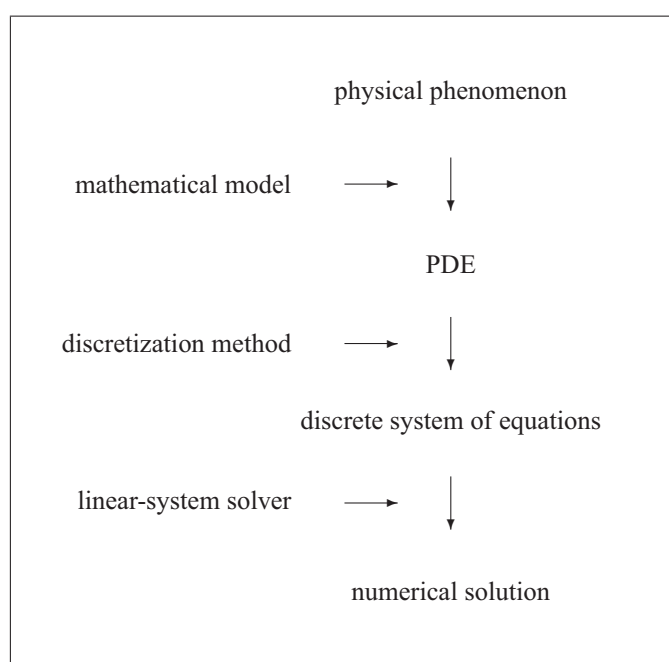 physical phenomenon
mathematical model
PDE
discretization method
discrete system of equations
linear-system solver
numerical solution